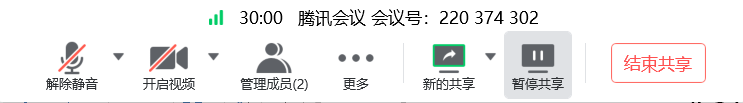 30:00 腾讯会议 会议号：220 374 302
解除静音 开启视频 管理成员(2) 更多 新的共享 暂停共享 结束共享